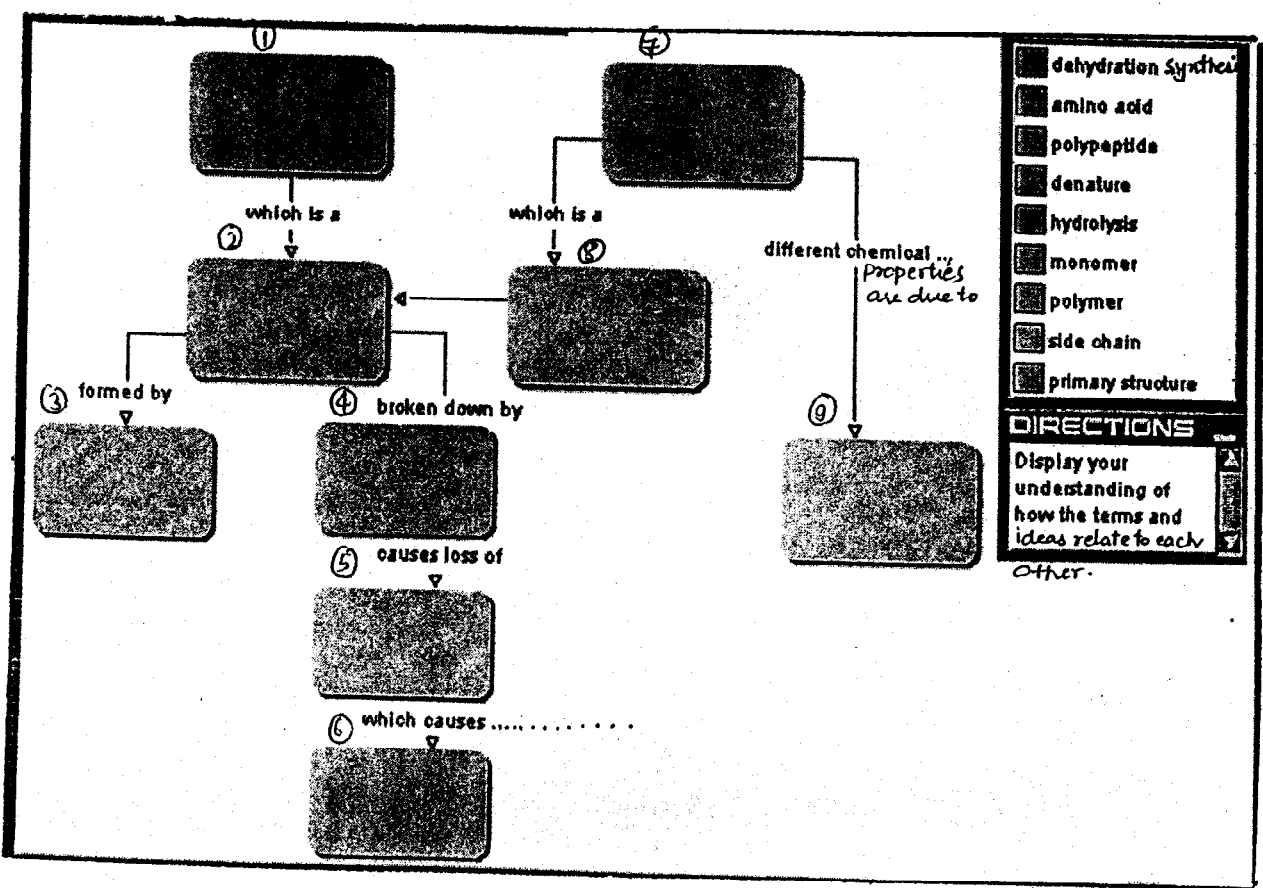 ①
⑦
which is a
②
which is a
⑧
different chemical ...
properties
are due to
③ formed by
④ broken down by
⑨
⑤ causes loss of
⑥ which causes ..............
dehydration Synthesi
amino acid
polypeptide
denature
hydrolysis
monomer
polymer
side chain
primary structure
DIRECTIONS
Display your
understanding of
how the terms and
ideas relate to each
other.